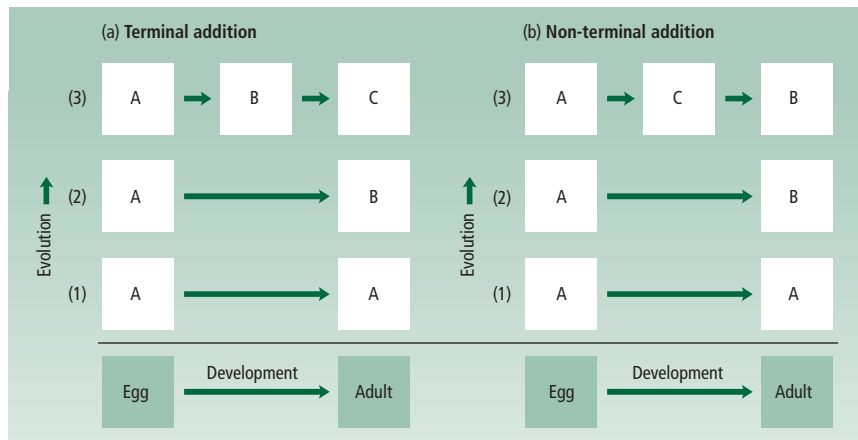 (a) Terminal addition
(3) A B C
(2) A B
(1) A A
Evolution
Egg Development Adult
(b) Non-terminal addition
(3) A C B
(2) A B
(1) A A
Evolution
Egg Development Adult